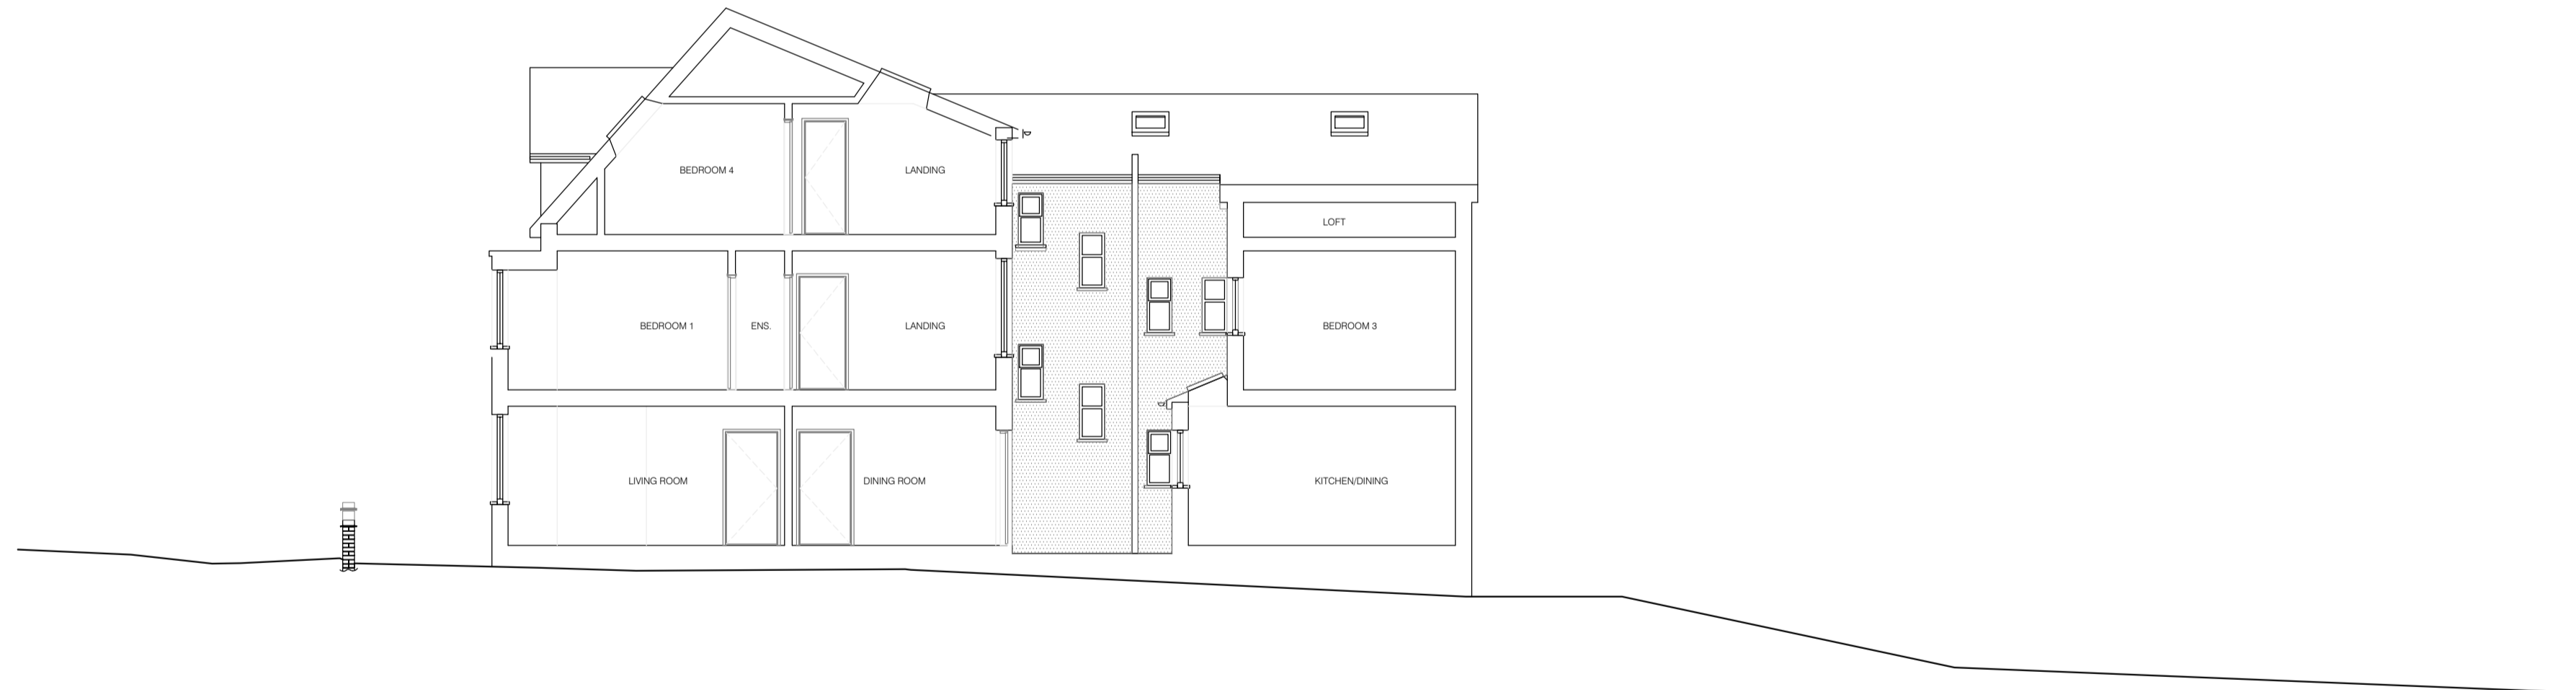 BEDROOM 4
LANDING
LOFT
BEDROOM 1
ENS.
LANDING
BEDROOM 3
LIVING ROOM
DINING ROOM
KITCHEN/DINING